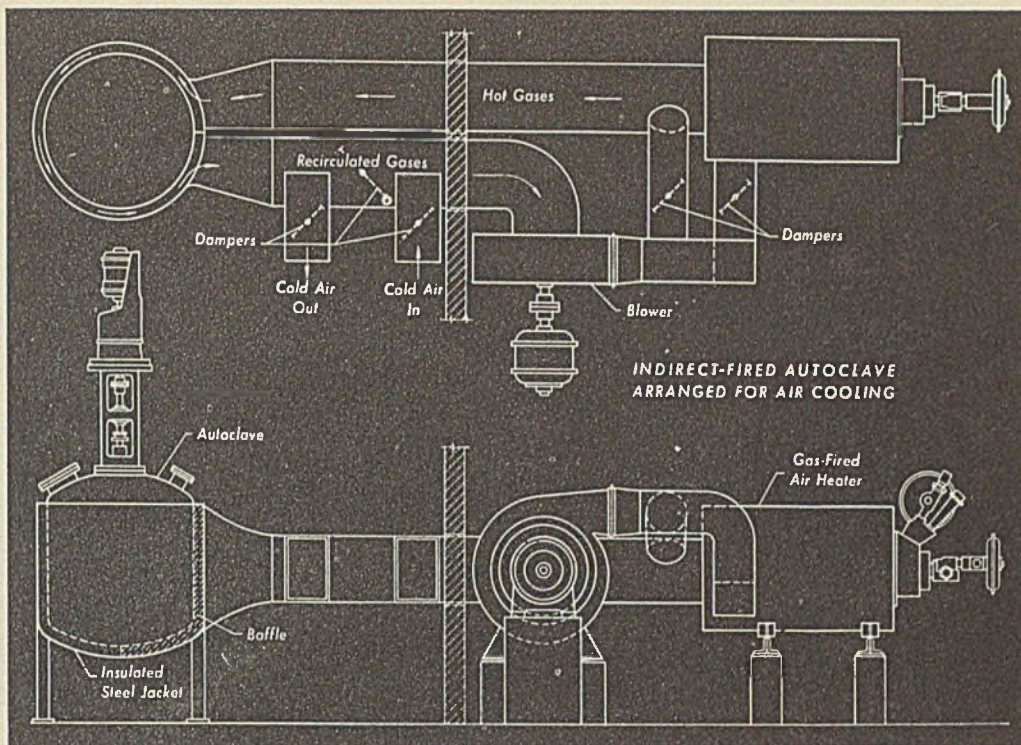 Hot Gases
Recirculated Gases
Dampers
Dampers
Cold Air
Out
Cold Air
In
Blower
INDIRECT-FIRED AUTOCLAVE
ARRANGED FOR AIR COOLING
Autoclave
Gas-Fired
Air Heater
Baffle
Insulated
Steel Jacket